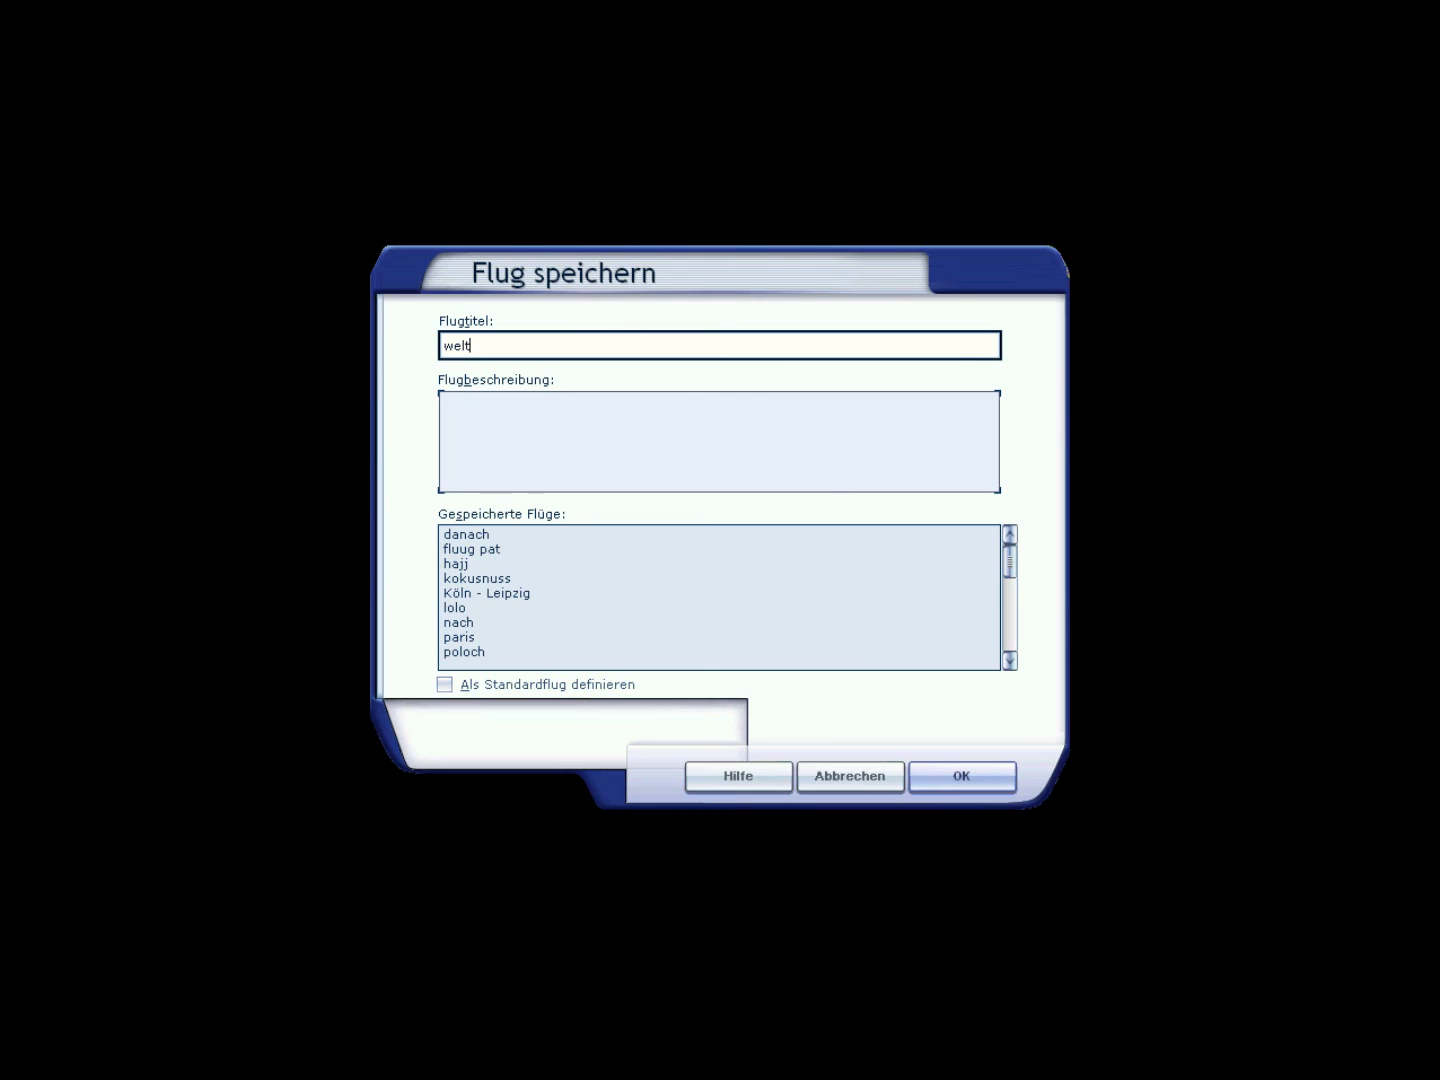 Flug speichern
Flugtitel:
welt
Flugbeschreibung:
Gespeicherte Flüge:
danach
fluug pat
hajj
kokusnuss
Köln - Leipzig
lolo
nach
paris
poloch
Als Standardflug definieren
Hilfe Abbrechen OK